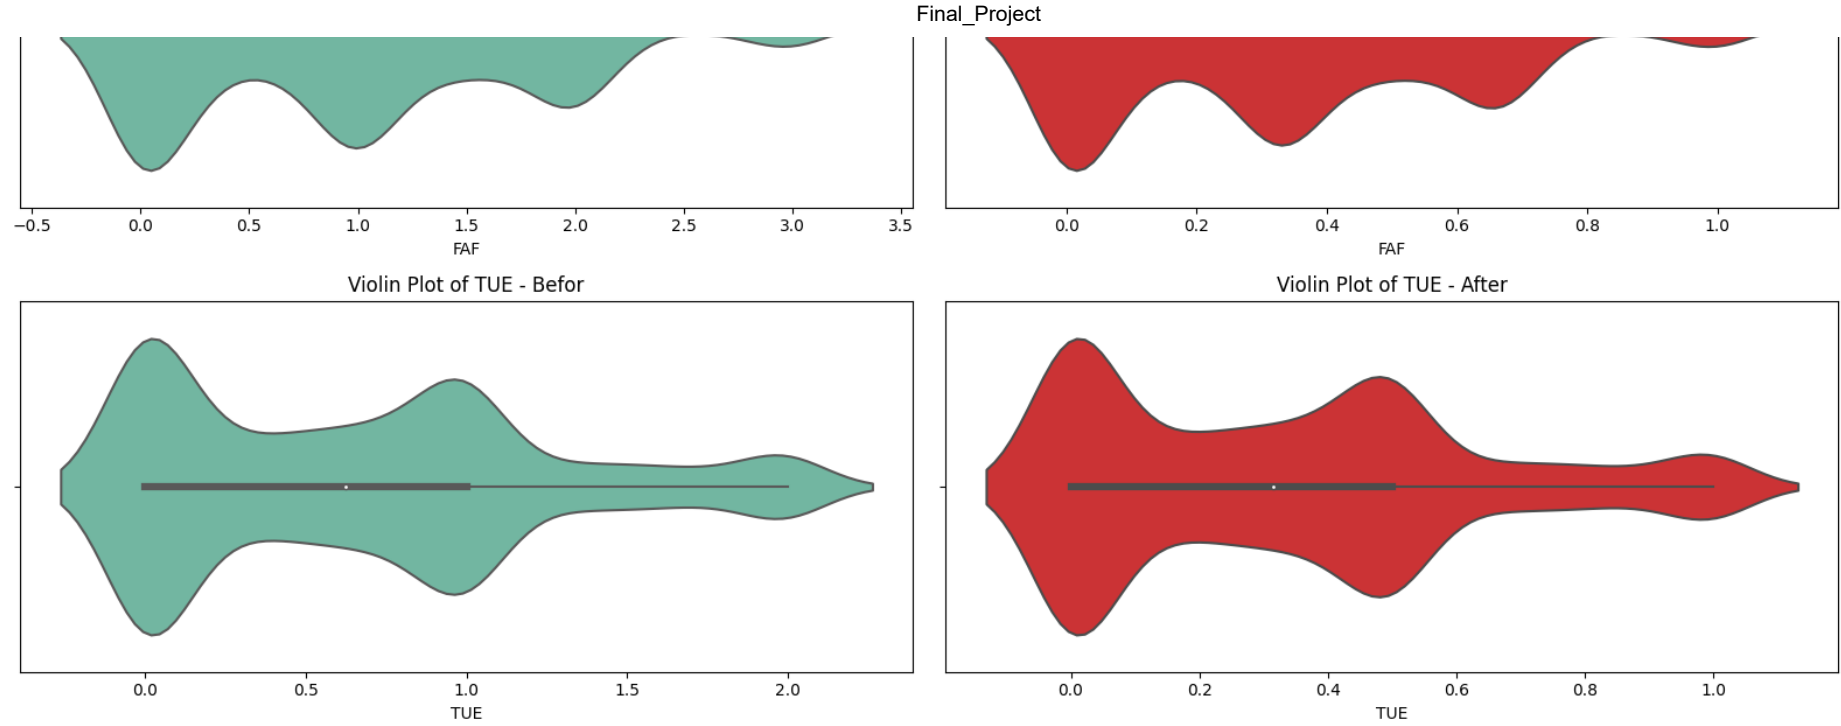 Final_Project
−0.5 0.0 0.5 1.0 1.5 2.0 2.5 3.0 3.5
FAF
0.0 0.2 0.4 0.6 0.8 1.0
FAF
Violin Plot of TUE - Befor
Violin Plot of TUE - After
0.0 0.5 1.0 1.5 2.0
TUE
0.0 0.2 0.4 0.6 0.8 1.0
TUE